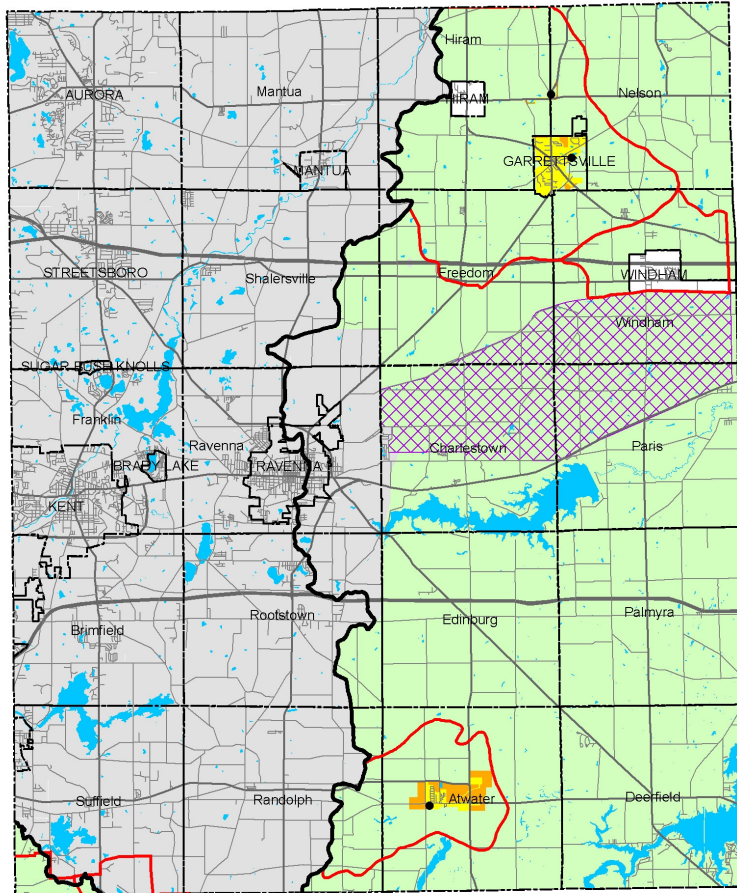 Hiram
AURORA
Mantua
HIRAM
Nelson
GARRETTSVILLE
MANTUA
STREETSBORO
Shalersville
Freedom
WINDHAM
Windham
SUGAR BUSH KNOLLS
Franklin
Ravenna
Charlestown
Paris
BRADY LAKE
RAVENNA
KENT
Brimfield
Rootstown
Edinburg
Palmyra
Suffield
Randolph
Atwater
Deerfield